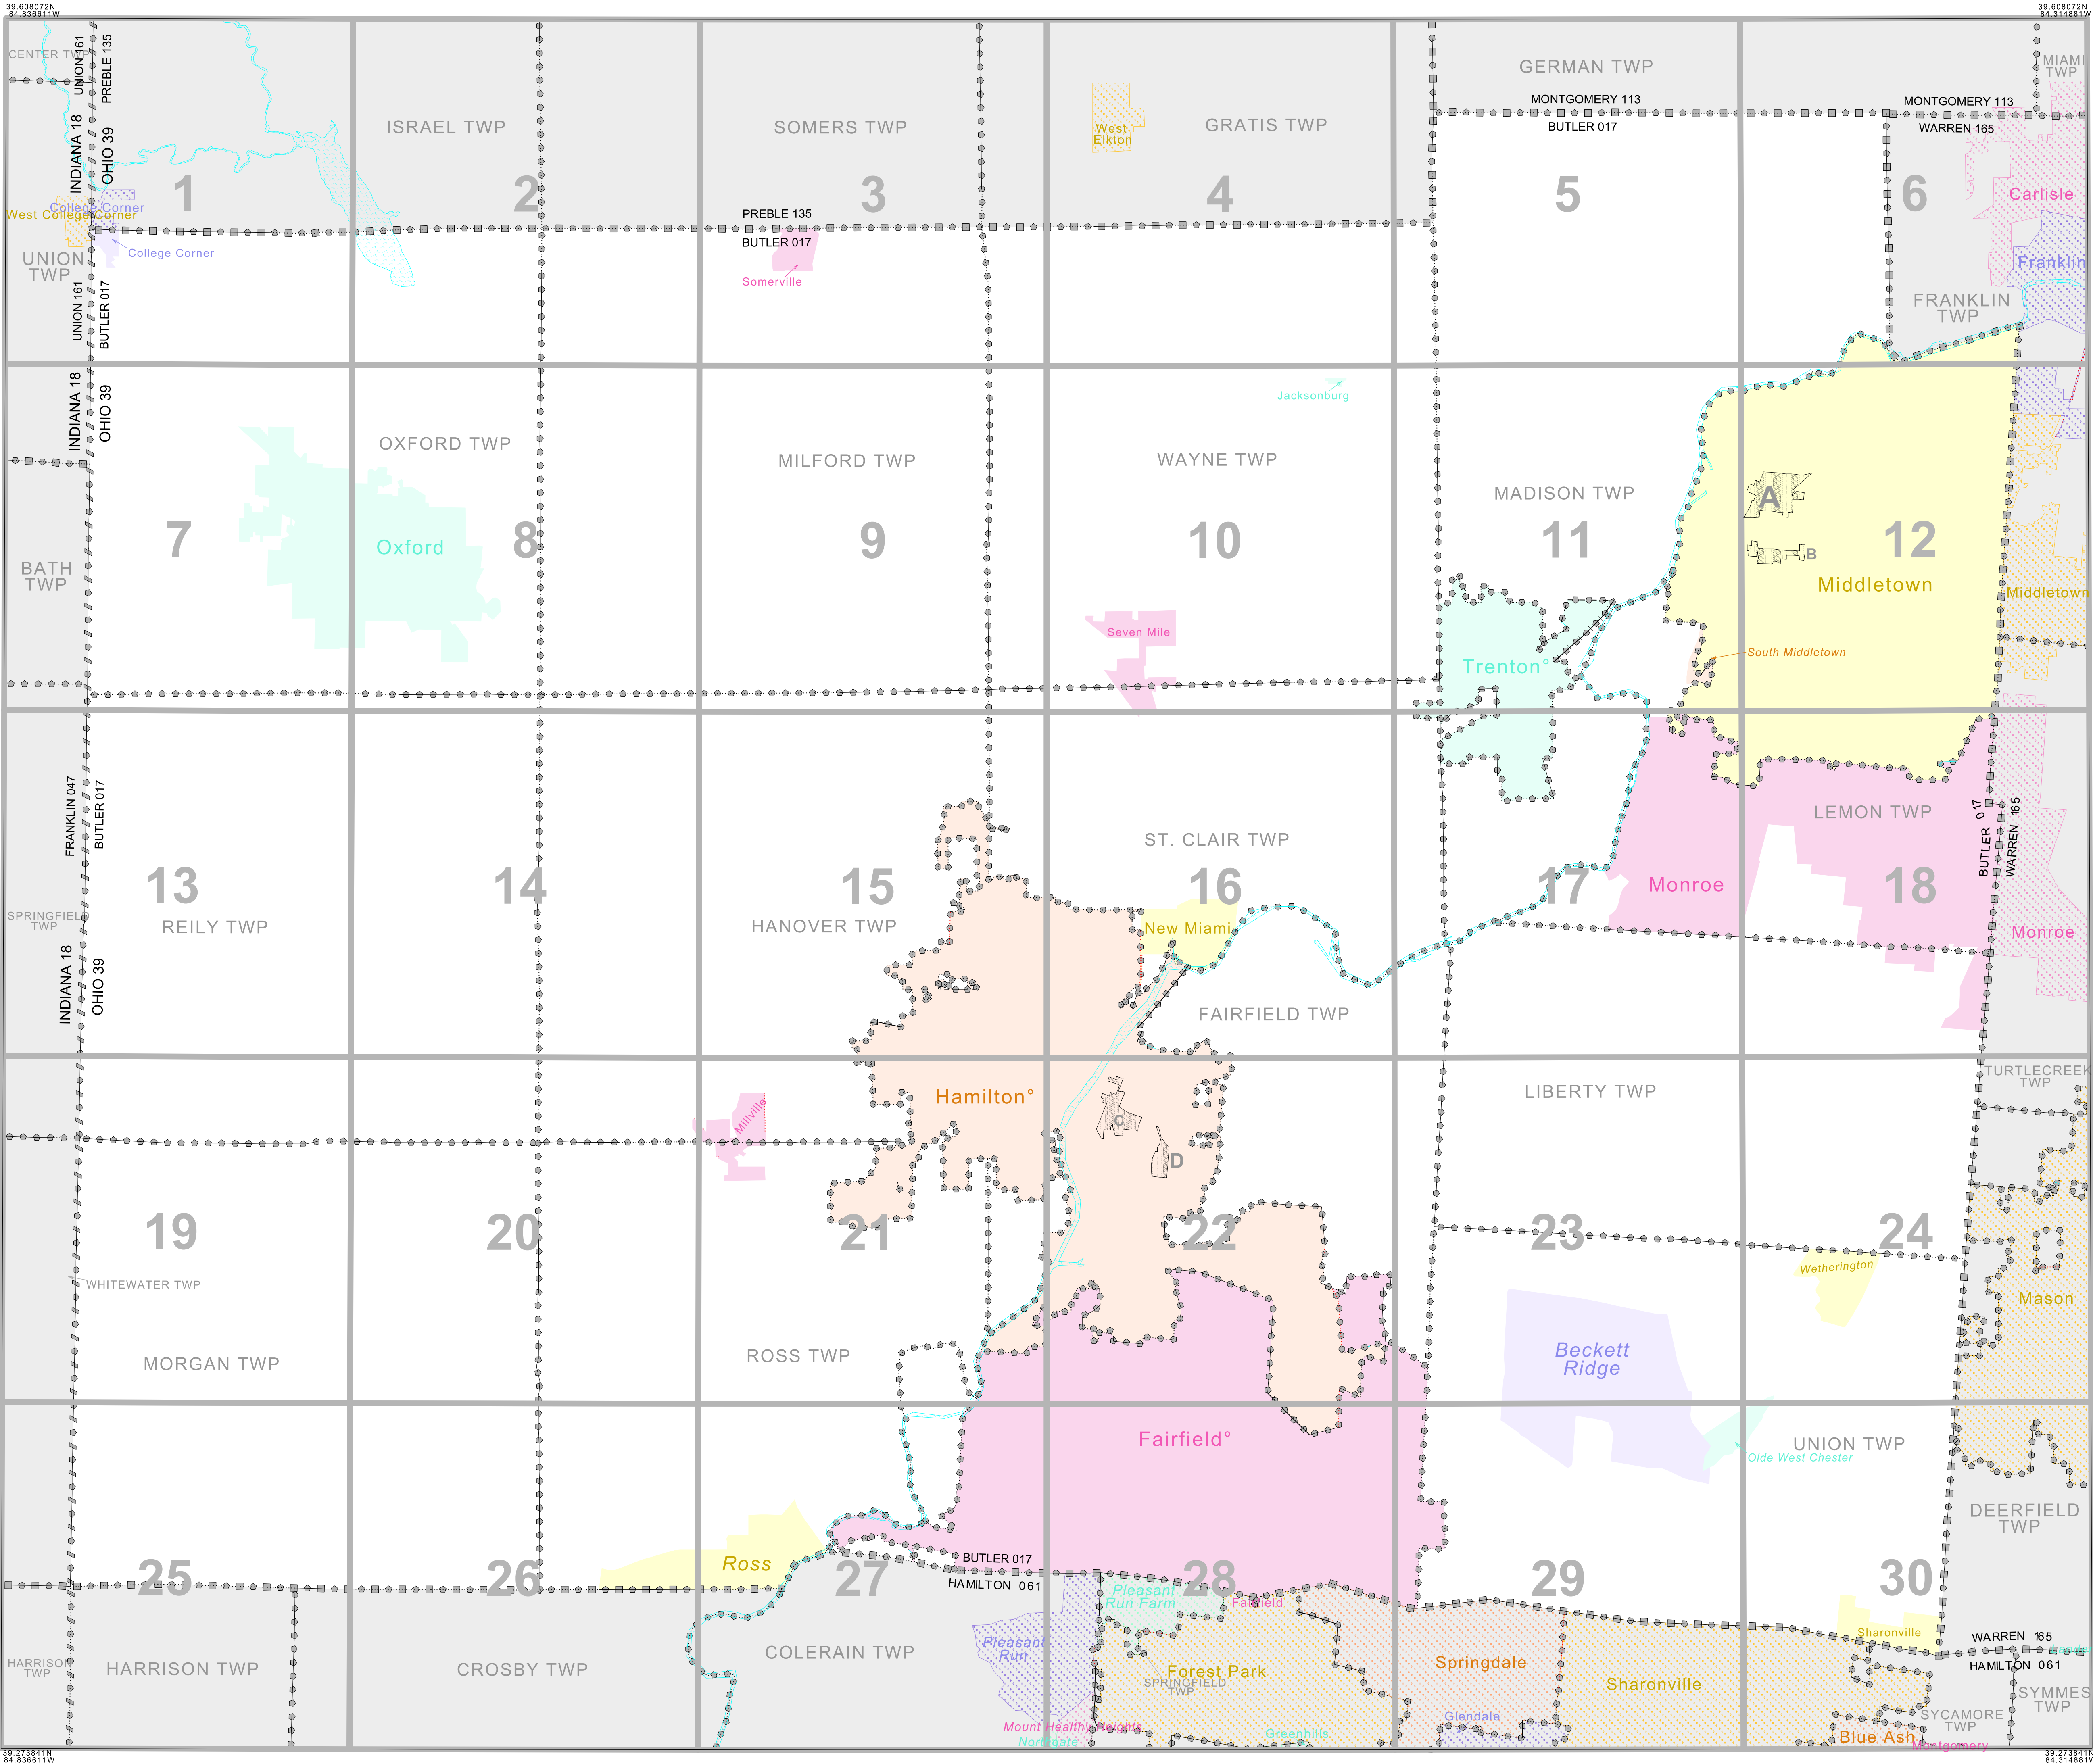 39.608072N
84.836611W
39.608072N
84.314881W
CENTER TWP
UNION 161
PREBLE 135
INDIANA 18
OHIO 39
ISRAEL TWP
SOMERS TWP
West
Elkton
GRATIS TWP
GERMAN TWP
MONTGOMERY 113
BUTLER 017
MONTGOMERY 113
WARREN 165
MIAMI
TWP
1
2
3
4
5
6
Carlisle
College Corner
West College Corner
College Corner
UNION
TWP
PREBLE 135
BUTLER 017
Somerville
Franklin
FRANKLIN
TWP
UNION 161
BUTLER 017
INDIANA 18
OHIO 39
Jacksonburg
OXFORD TWP
MILFORD TWP
WAYNE TWP
MADISON TWP
A
B
7
8
9
10
11
12
Oxford
BATH
TWP
Middletown
Middletown
Seven Mile
Trenton°
South Middletown
FRANKLIN 047
BUTLER 017
LEMON TWP
BUTLER 017
WARREN 165
ST. CLAIR TWP
13
14
15
16
17
18
Monroe
SPRINGFIELD
TWP
REILY TWP
HANOVER TWP
New Miami
Monroe
INDIANA 18
OHIO 39
FAIRFIELD TWP
TURTLECREEK
TWP
Hamilton°
LIBERTY TWP
Millville
C
D
19
20
21
22
23
24
WHITEWATER TWP
Wetherington
Mason
MORGAN TWP
ROSS TWP
Beckett
Ridge
Fairfield°
UNION TWP
Olde West Chester
DEERFIELD
TWP
Ross
BUTLER 017
HAMILTON 061
25
26
27
28
29
30
Pleasant
Run Farm
Fairfield
Sharonville
WARREN 165
HAMILTON 061
HARRISON
TWP
HARRISON TWP
CROSBY TWP
COLERAIN TWP
Pleasant
Run
Forest Park
SPRINGFIELD
TWP
Springdale
Sharonville
SYMMES
TWP
Glendale
SYCAMORE
TWP
Mount Healthy Heights
Northgate
Greenhills
Blue Ash
Montgomery
39.273841N
84.836611W
39.273841N
84.314881W